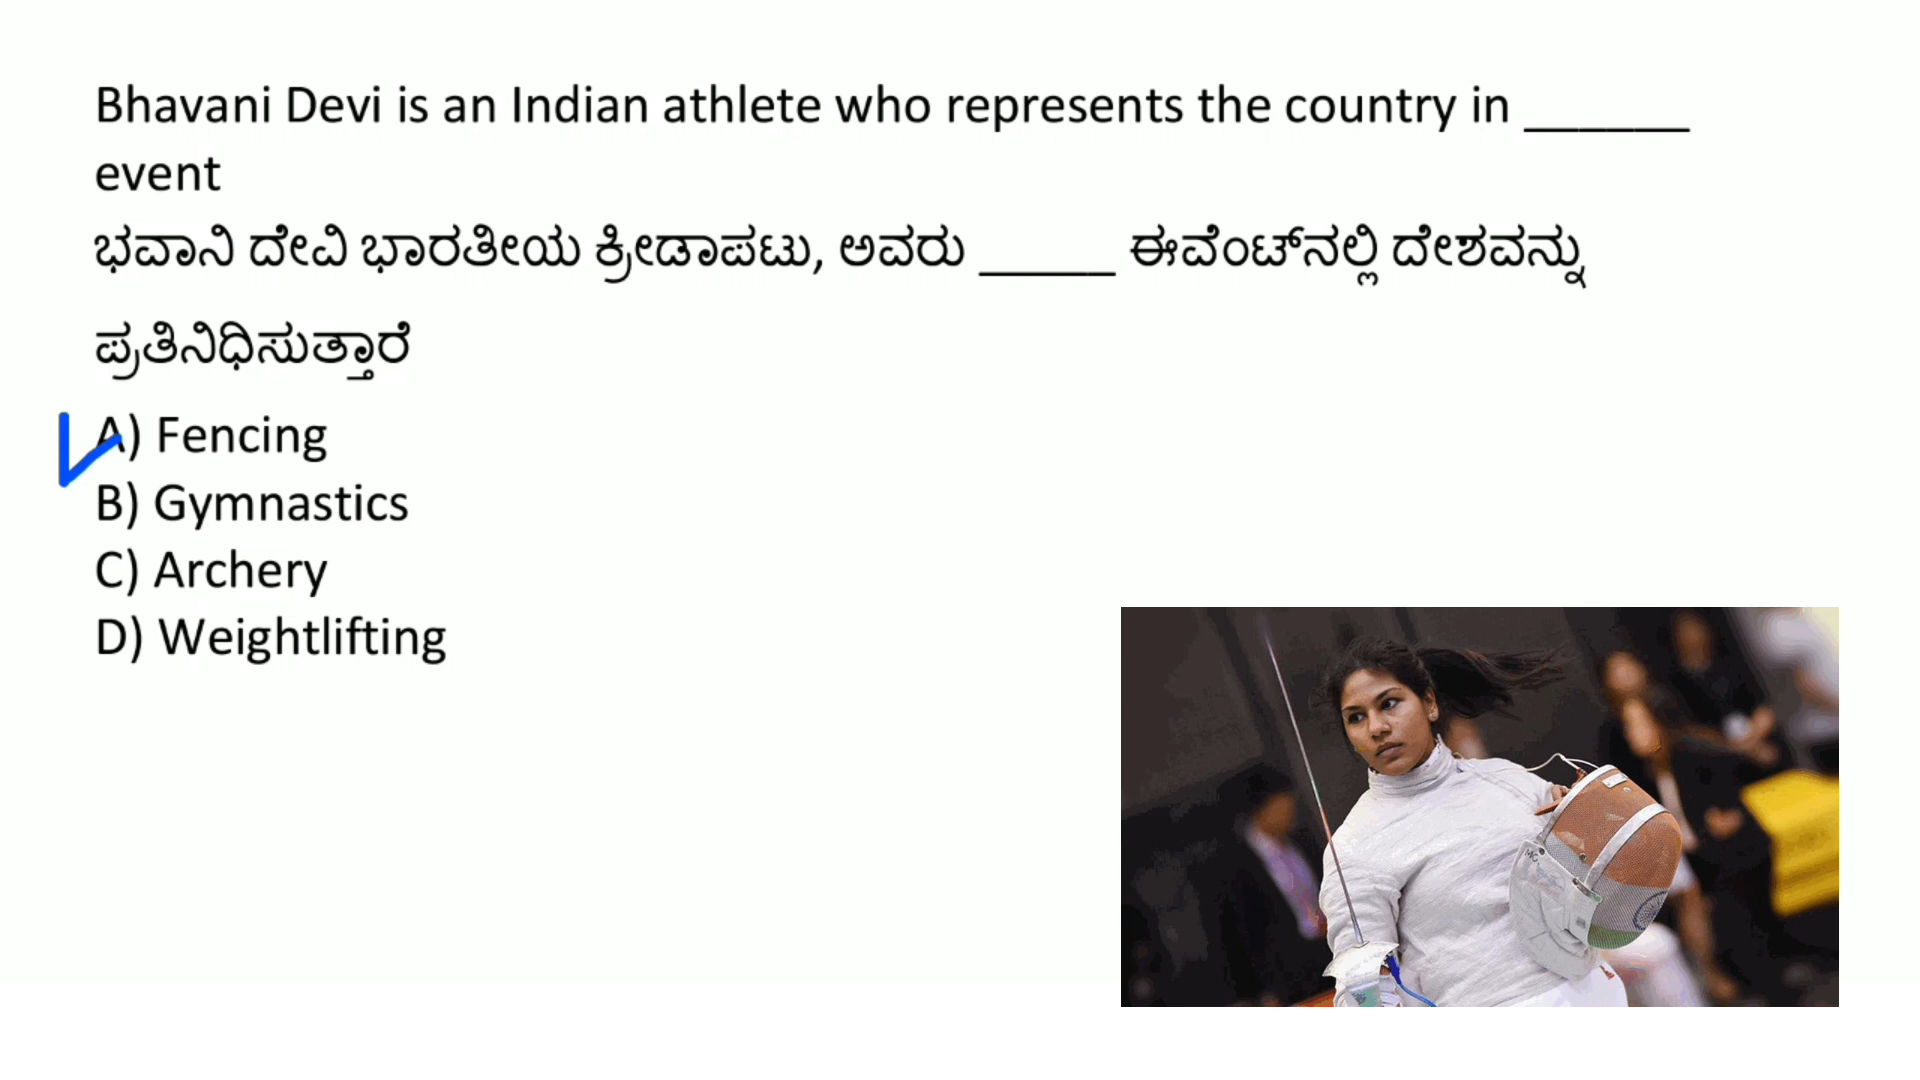 Bhavani Devi is an Indian athlete who represents the country in ______
event
ಭವಾನಿ ದೇವಿ ಭಾರತೀಯ ಕ್ರೀಡಾಪಟು, ಅವರು _____ ಈವೆಂಟ್‌ನಲ್ಲಿ ದೇಶವನ್ನು
ಪ್ರತಿನಿಧಿಸುತ್ತಾರೆ
A) Fencing
B) Gymnastics
C) Archery
D) Weightlifting